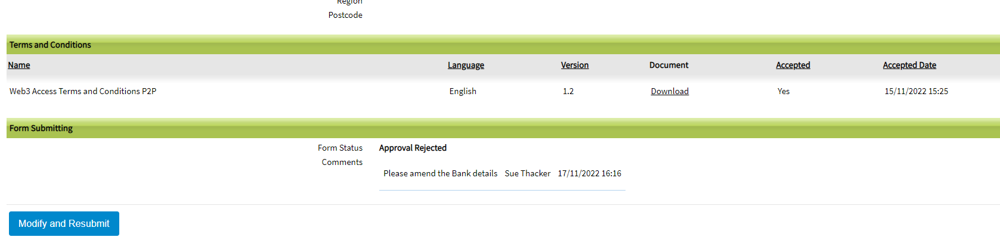 Region
Postcode
Terms and Conditions
Name Language Version Document Accepted Accepted Date
Web3 Access Terms and Conditions P2P English 1.2 Download Yes 15/11/2022 15:25
Form Submitting
Form Status Approval Rejected
Comments
Please amend the Bank details Sue Thacker 17/11/2022 16:16
Modify and Resubmit